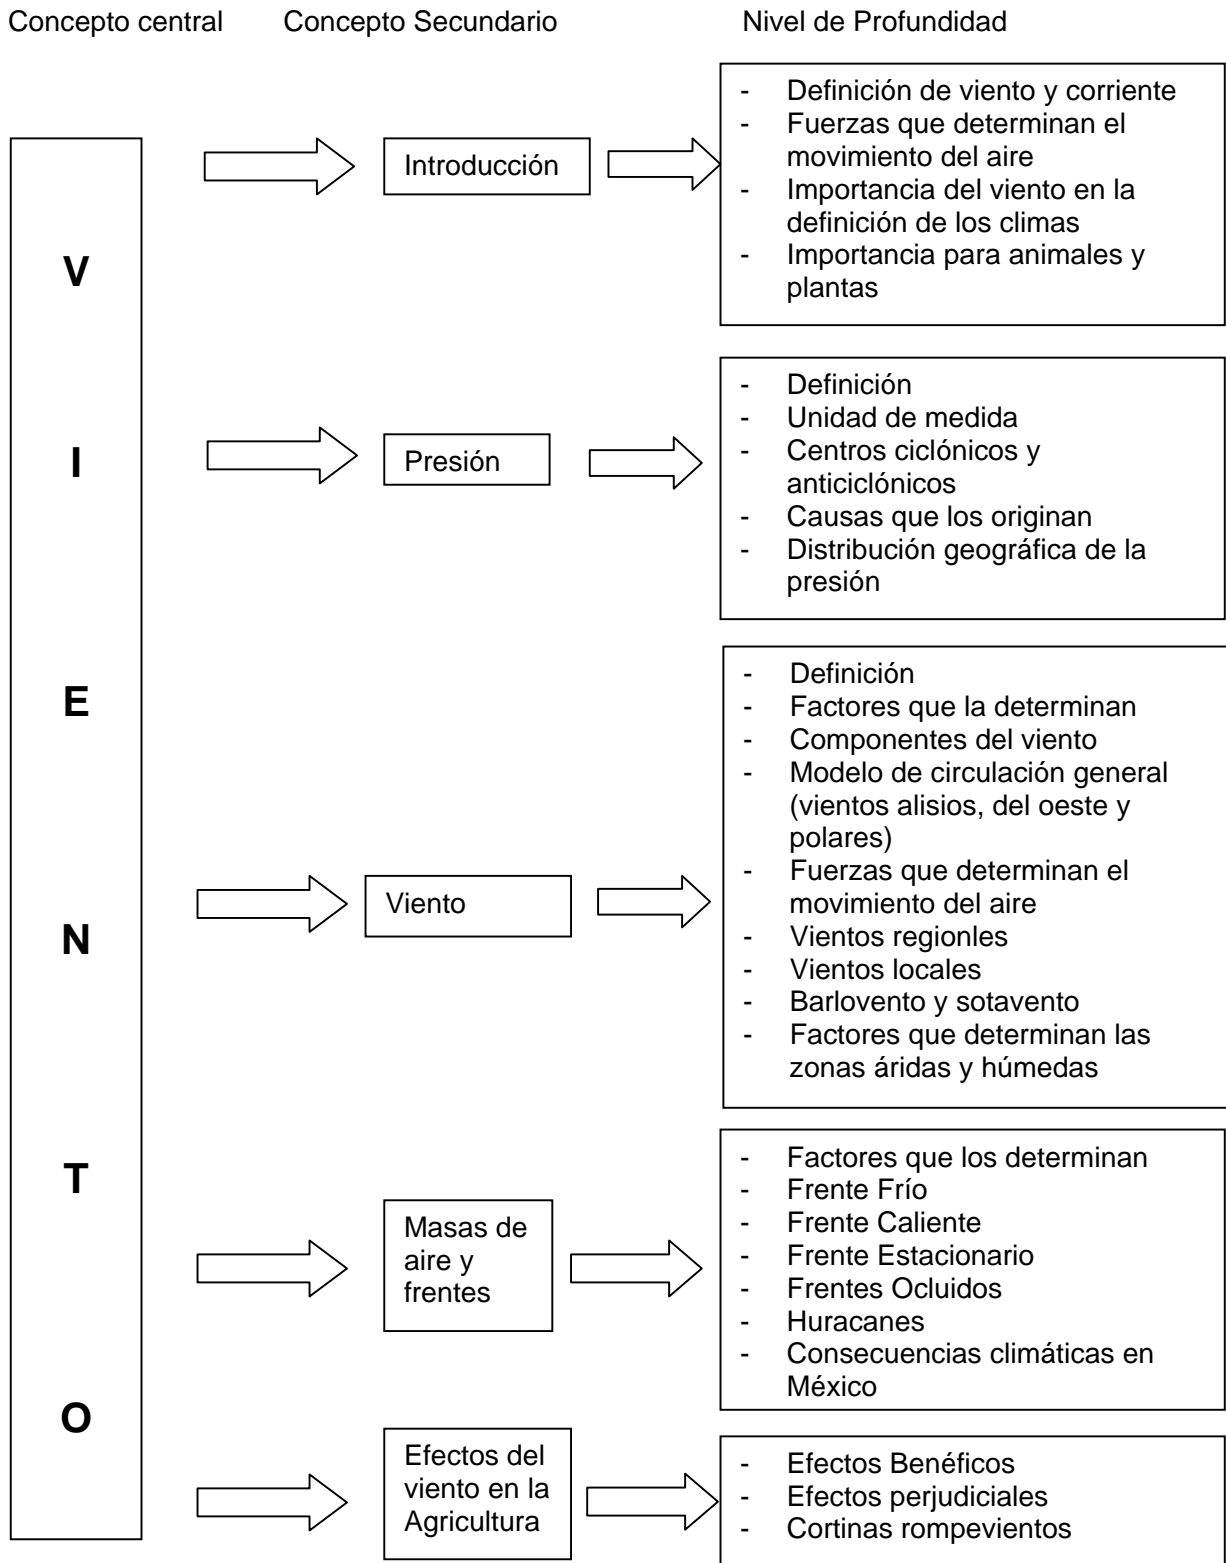 Concepto central Concepto Secundario Nivel de Profundidad
V
I
E
N
T
O
Introducción
- Definición de viento y corriente
- Fuerzas que determinan el
movimiento del aire
- Importancia del viento en la
definición de los climas
- Importancia para animales y
plantas
Presión
- Definición
- Unidad de medida
- Centros ciclónicos y
anticiclónicos
- Causas que los originan
- Distribución geográfica de la
presión
Viento
- Definición
- Factores que la determinan
- Componentes del viento
- Modelo de circulación general
(vientos alisios, del oeste y
polares)
- Fuerzas que determinan el
movimiento del aire
- Vientos regionles
- Vientos locales
- Barlovento y sotavento
- Factores que determinan las
zonas áridas y húmedas
Masas de
aire y
frentes
- Factores que los determinan
- Frente Frío
- Frente Caliente
- Frente Estacionario
- Frentes Ocluidos
- Huracanes
- Consecuencias climáticas en
México
Efectos del
viento en la
Agricultura
- Efectos Benéficos
- Efectos perjudiciales
- Cortinas rompevientos